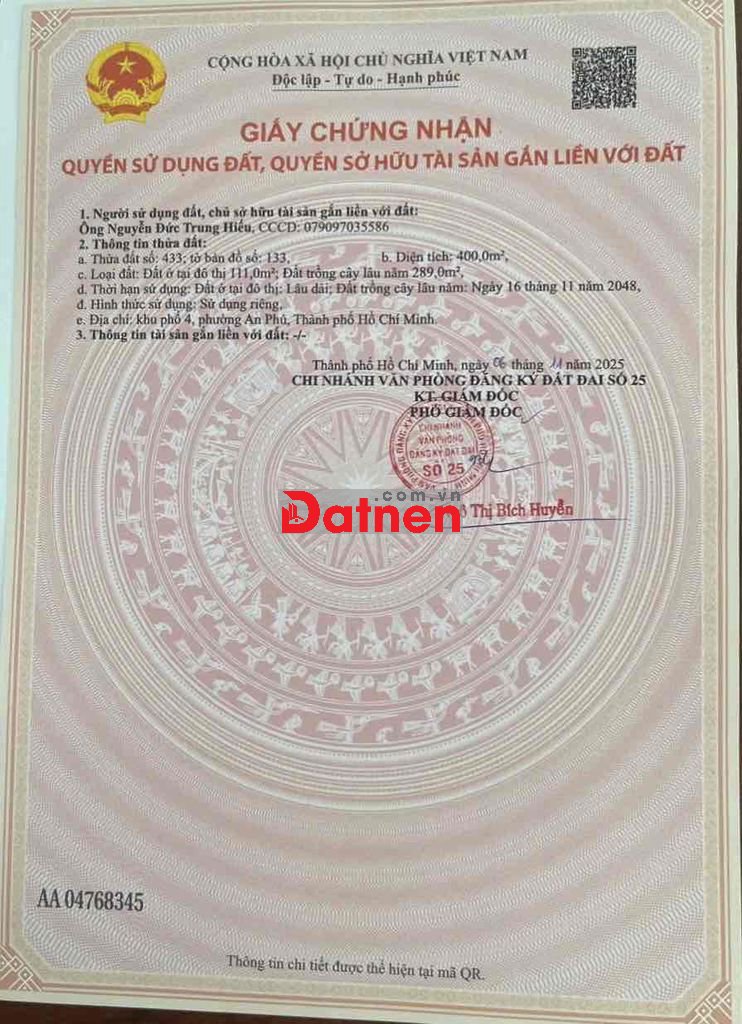 CỘNG HÒA XÃ HỘI CHỦ NGHĨA VIỆT NAM
Độc lập - Tự do - Hạnh phúc
GIẤY CHỨNG NHẬN
QUYỀN SỬ DỤNG ĐẤT, QUYỀN SỞ HỮU TÀI SẢN GẮN LIỀN VỚI ĐẤT
1. Người sử dụng đất, chủ sở hữu tài sản gắn liền với đất:
Ông Nguyễn Đức Trung Hiếu, CCCD: 079097035586
2. Thông tin thửa đất:
a. Thửa đất số: 433; tờ bản đồ số: 133, b. Diện tích: 400,0m²,
c. Loại đất: Đất ở tại đô thị 111,0m²; Đất trồng cây lâu năm 289,0m²,
d. Thời hạn sử dụng: Đất ở tại đô thị: Lâu dài; Đất trồng cây lâu năm: Ngày 16 tháng 11 năm 2048,
đ. Hình thức sử dụng: Sử dụng riêng,
e. Địa chỉ: khu phố 4, phường An Phú, Thành phố Hồ Chí Minh.
3. Thông tin tài sản gắn liền với đất: -/-
Thành phố Hồ Chí Minh, ngày 06 tháng 11 năm 2025
CHI NHÁNH VĂN PHÒNG ĐĂNG KÝ ĐẤT ĐAI SỐ 25
KT. GIÁM ĐỐC
PHÓ GIÁM ĐỐC
CHI NHÁNH
VĂN PHÒNG
ĐĂNG KÝ ĐẤT ĐAI
SỐ 25
.com.vn
Datnen
Thị Bích Huyền
AA 04768345
Thông tin chi tiết được thể hiện tại mã QR.